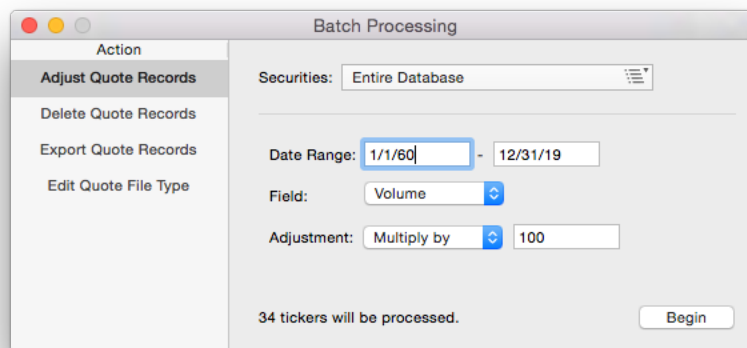 Batch Processing
Action
Adjust Quote Records
Delete Quote Records
Export Quote Records
Edit Quote File Type
Securities: Entire Database
Date Range: 1/1/60 - 12/31/19
Field: Volume
Adjustment: Multiply by 100
34 tickers will be processed. Begin